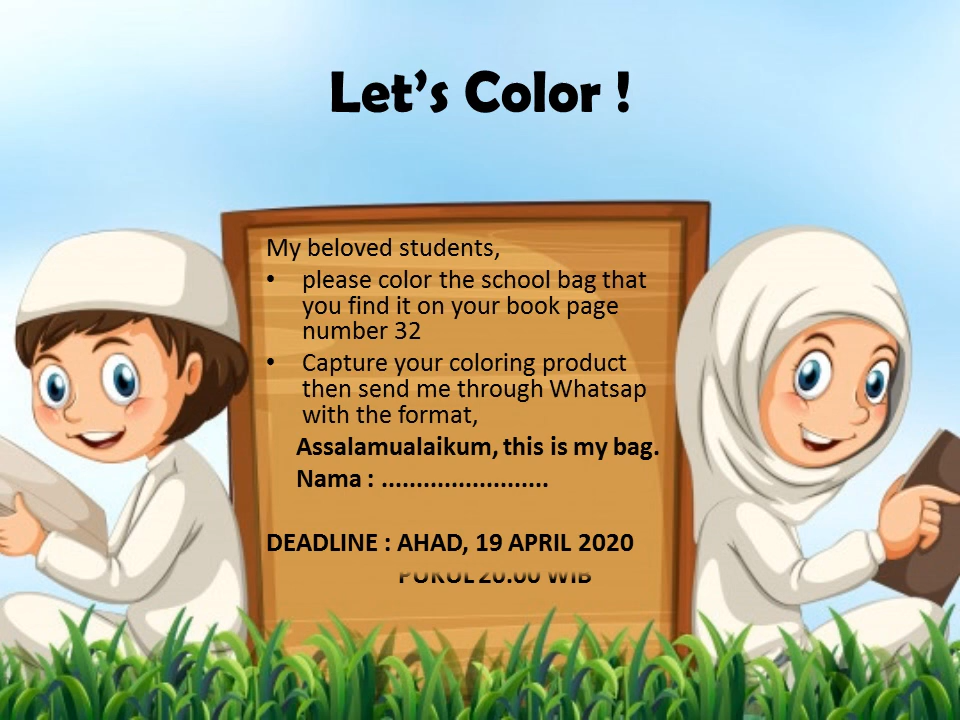 Let's Color !
My beloved students,
• please color the school bag that
you find it on your book page
number 32
• Capture your coloring product
then send me through Whatsap
with the format,
Assalamualaikum, this is my bag.
Nama : ........................
DEADLINE : AHAD, 19 APRIL 2020
PUKUL 20.00 WIB